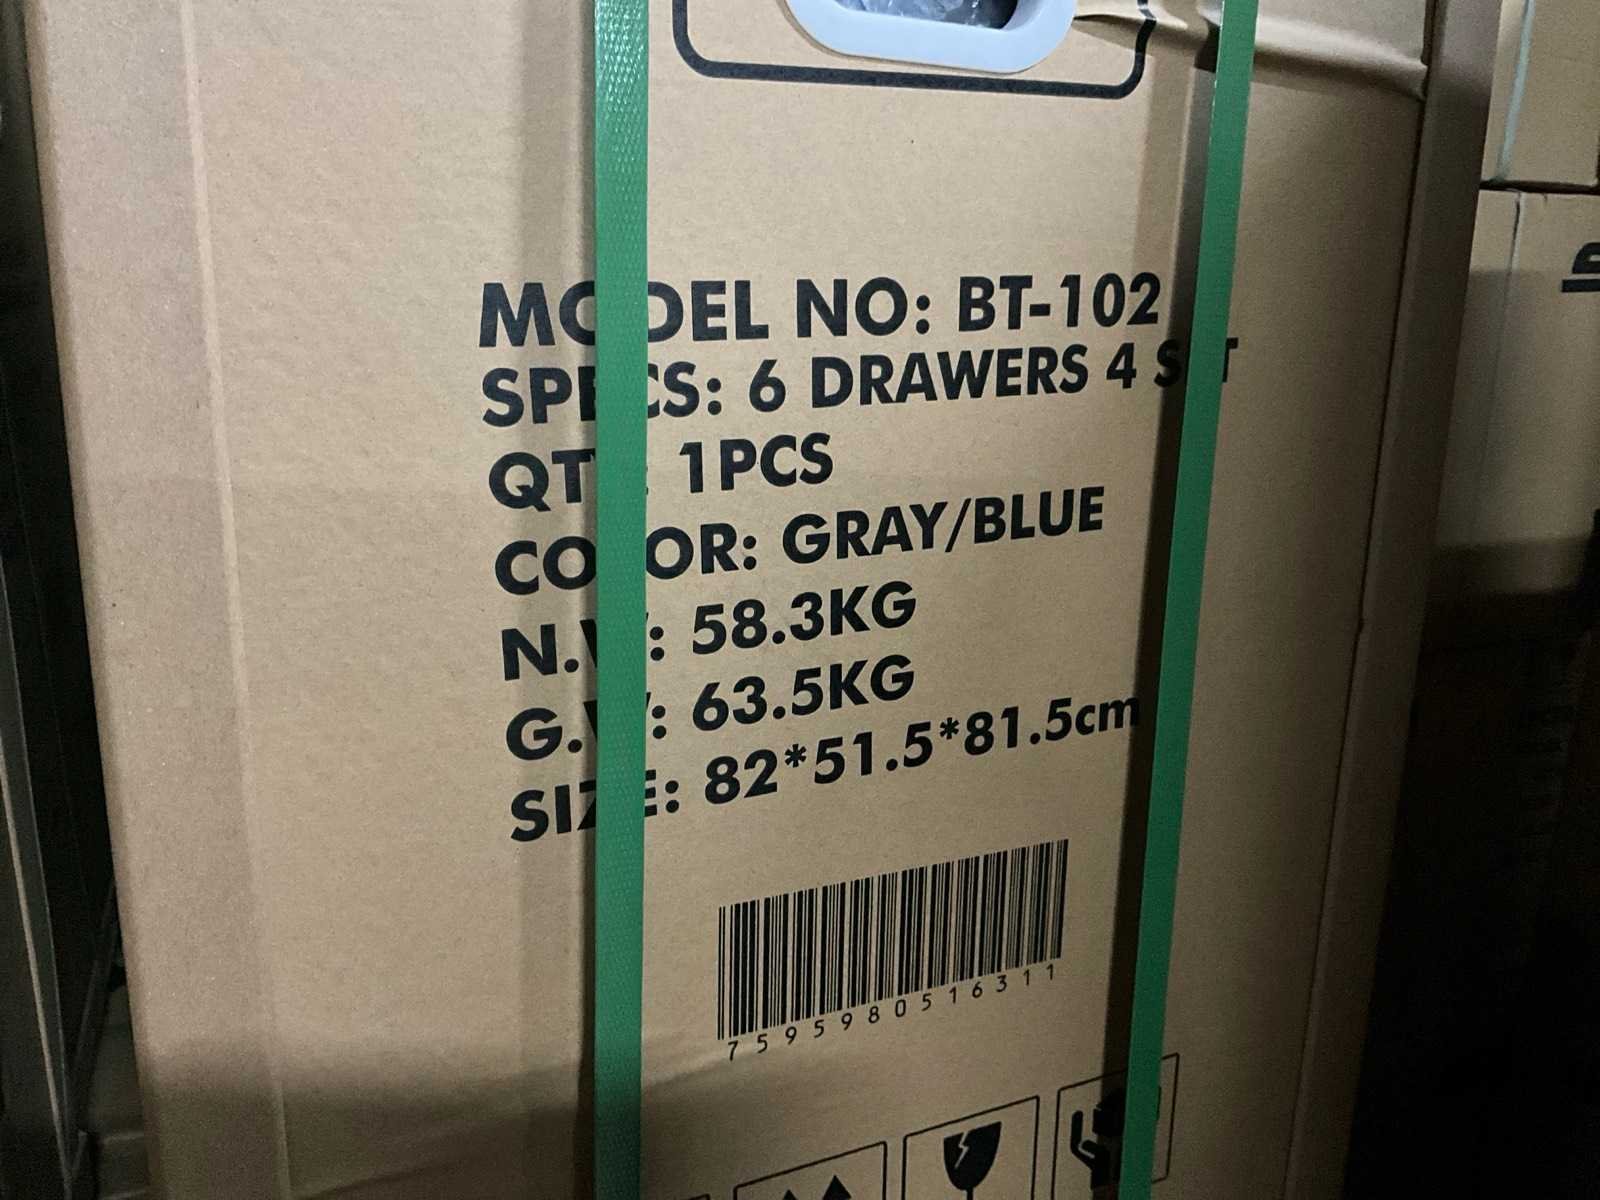 MODEL NO: BT-102
SPECS: 6 DRAWERS 4 SET
QTY: 1PCS
COLOR: GRAY/BLUE
N.W: 58.3KG
G.W: 63.5KG
SIZE: 82*51.5*81.5cm
7595980516311